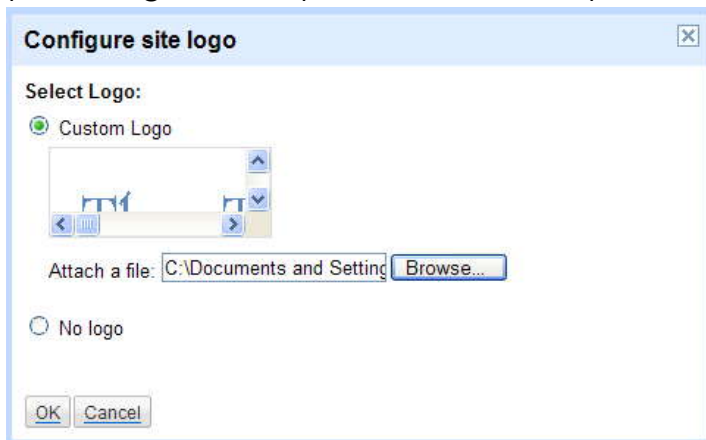 Configure site logo
Select Logo:
Custom Logo
Attach a file: C:\Documents and Setting Browse...
No logo
OK Cancel